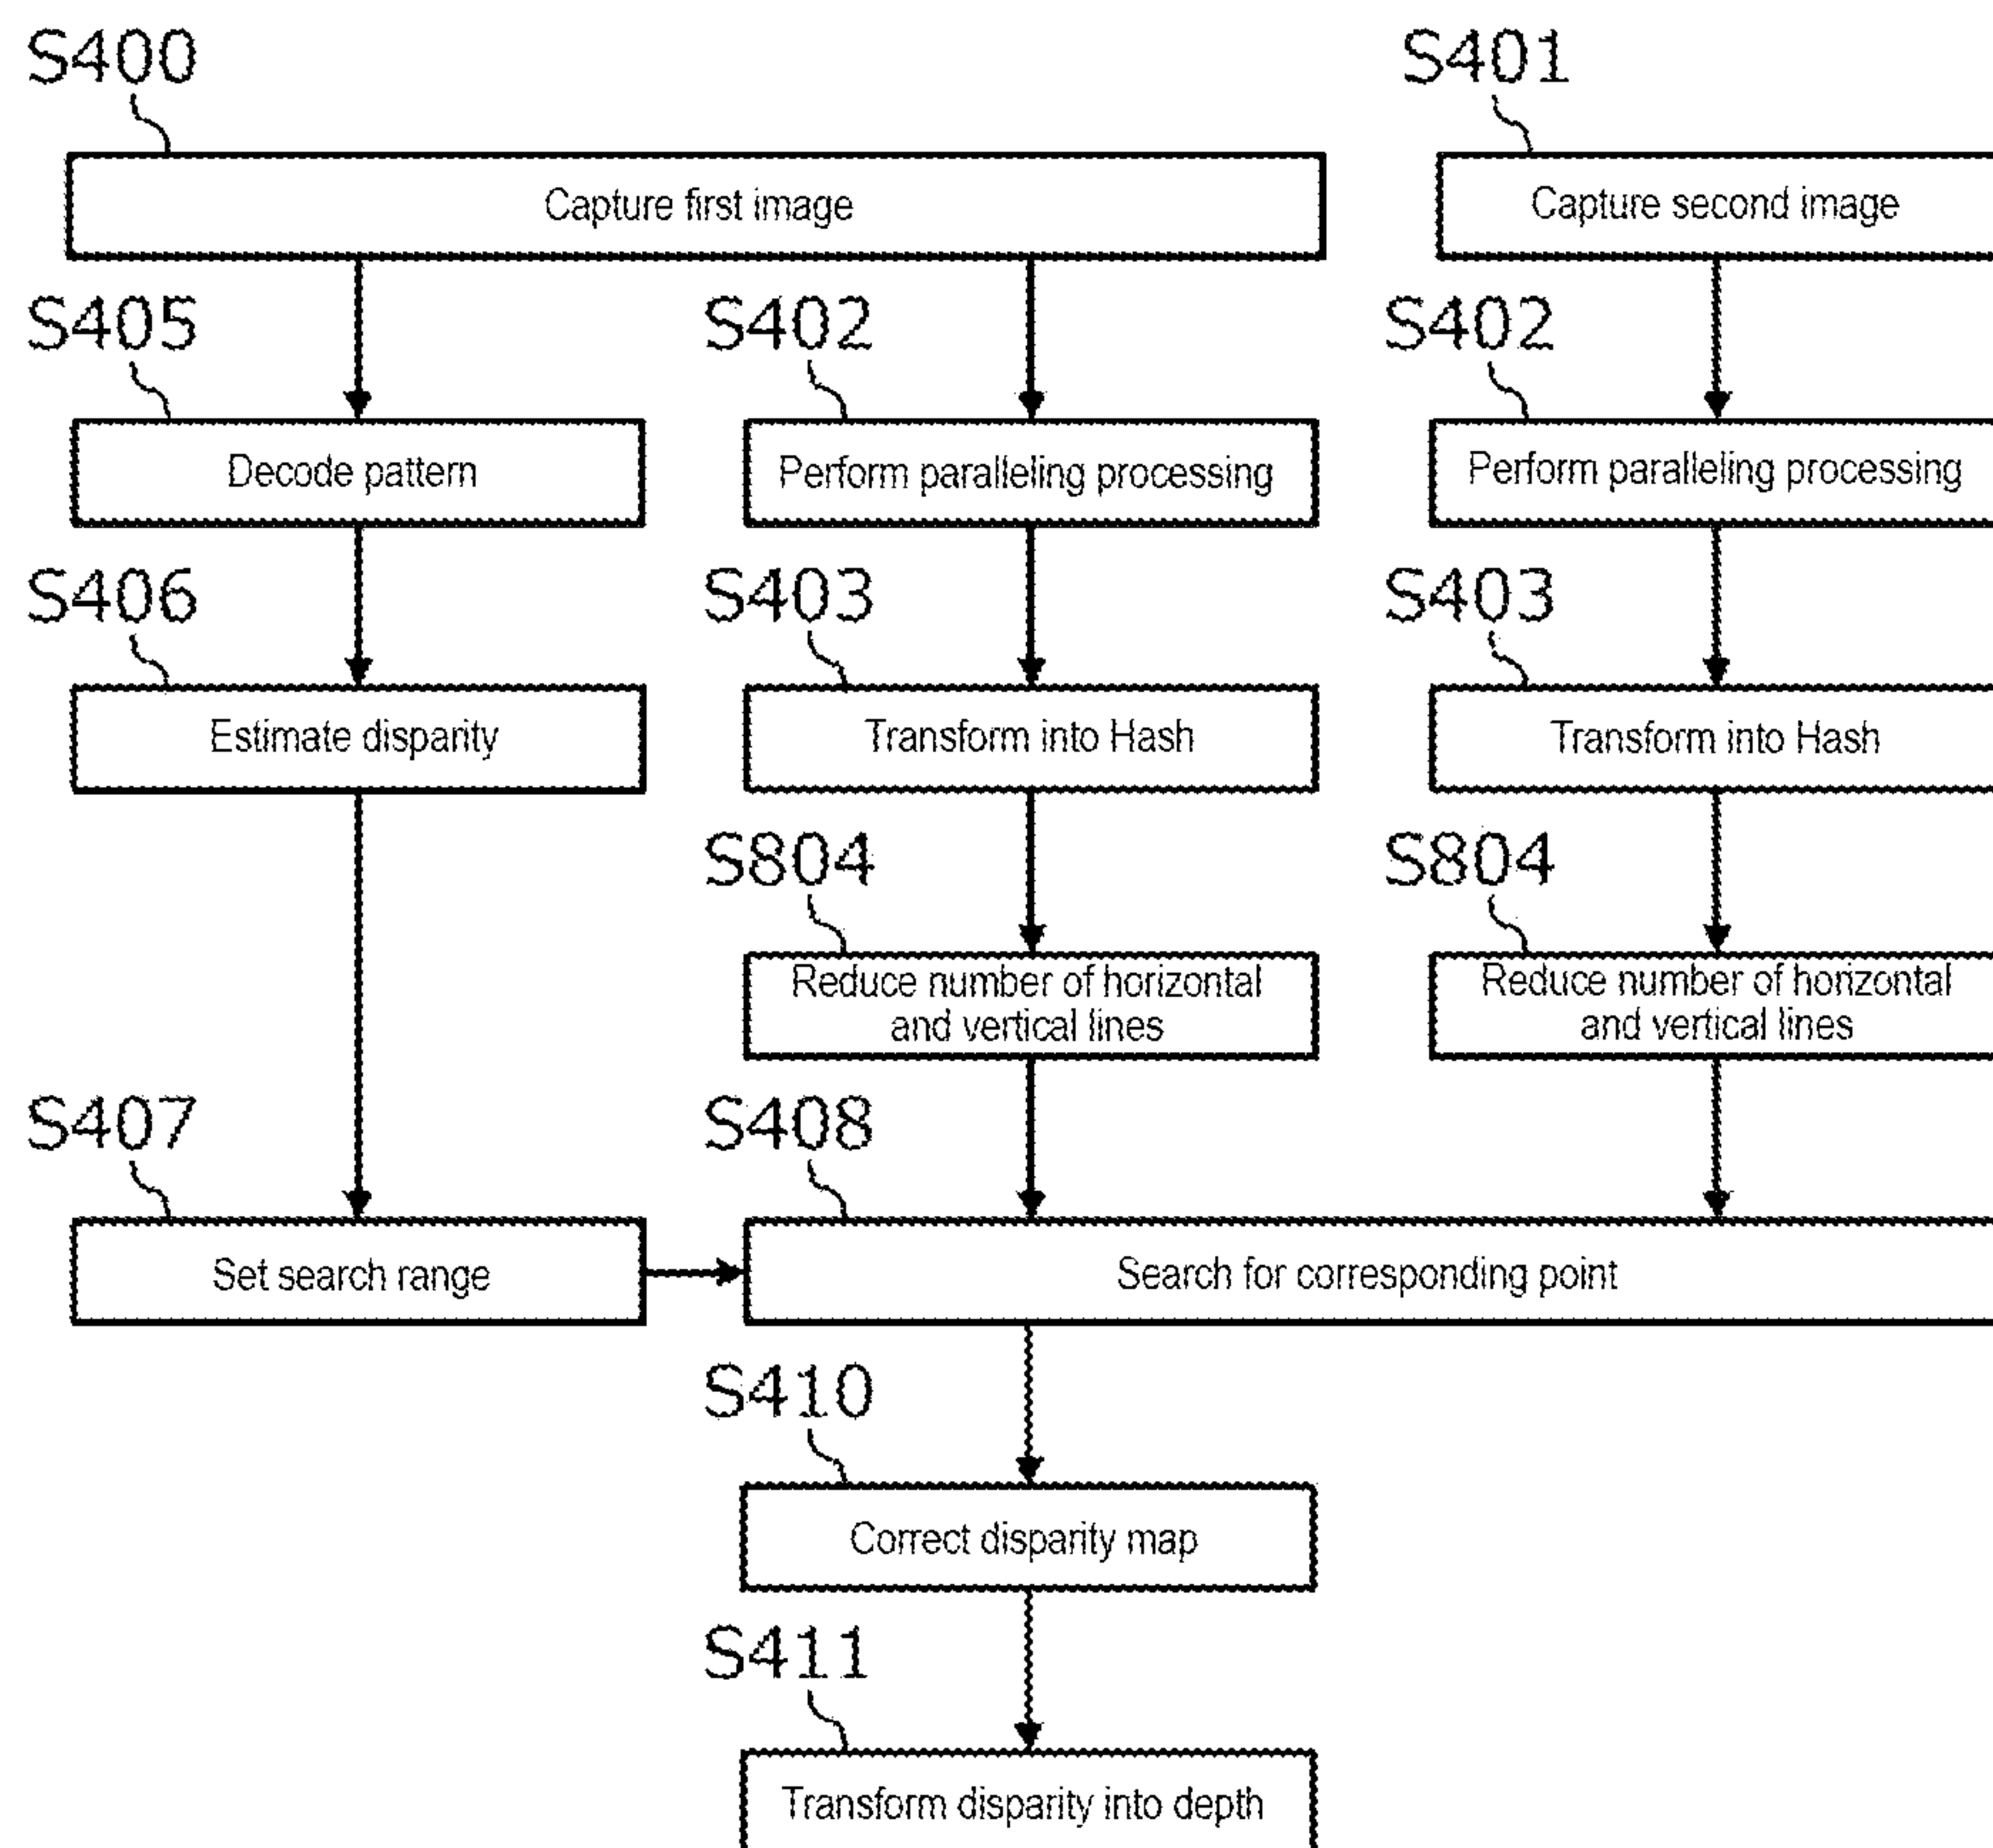 S400
S401
Capture first image
Capture second image
S405
S402
S402
Decode pattern
Perform paralleling processing
Perform paralleling processing
S406
S403
S403
Estimate disparity
Transform into Hash
Transform into Hash
S804
S804
Reduce number of horizontal
and vertical lines
Reduce number of horizontal
and vertical lines
S407
S408
Set search range
Search for corresponding point
S410
Correct disparity map
S411
Transform disparity into depth